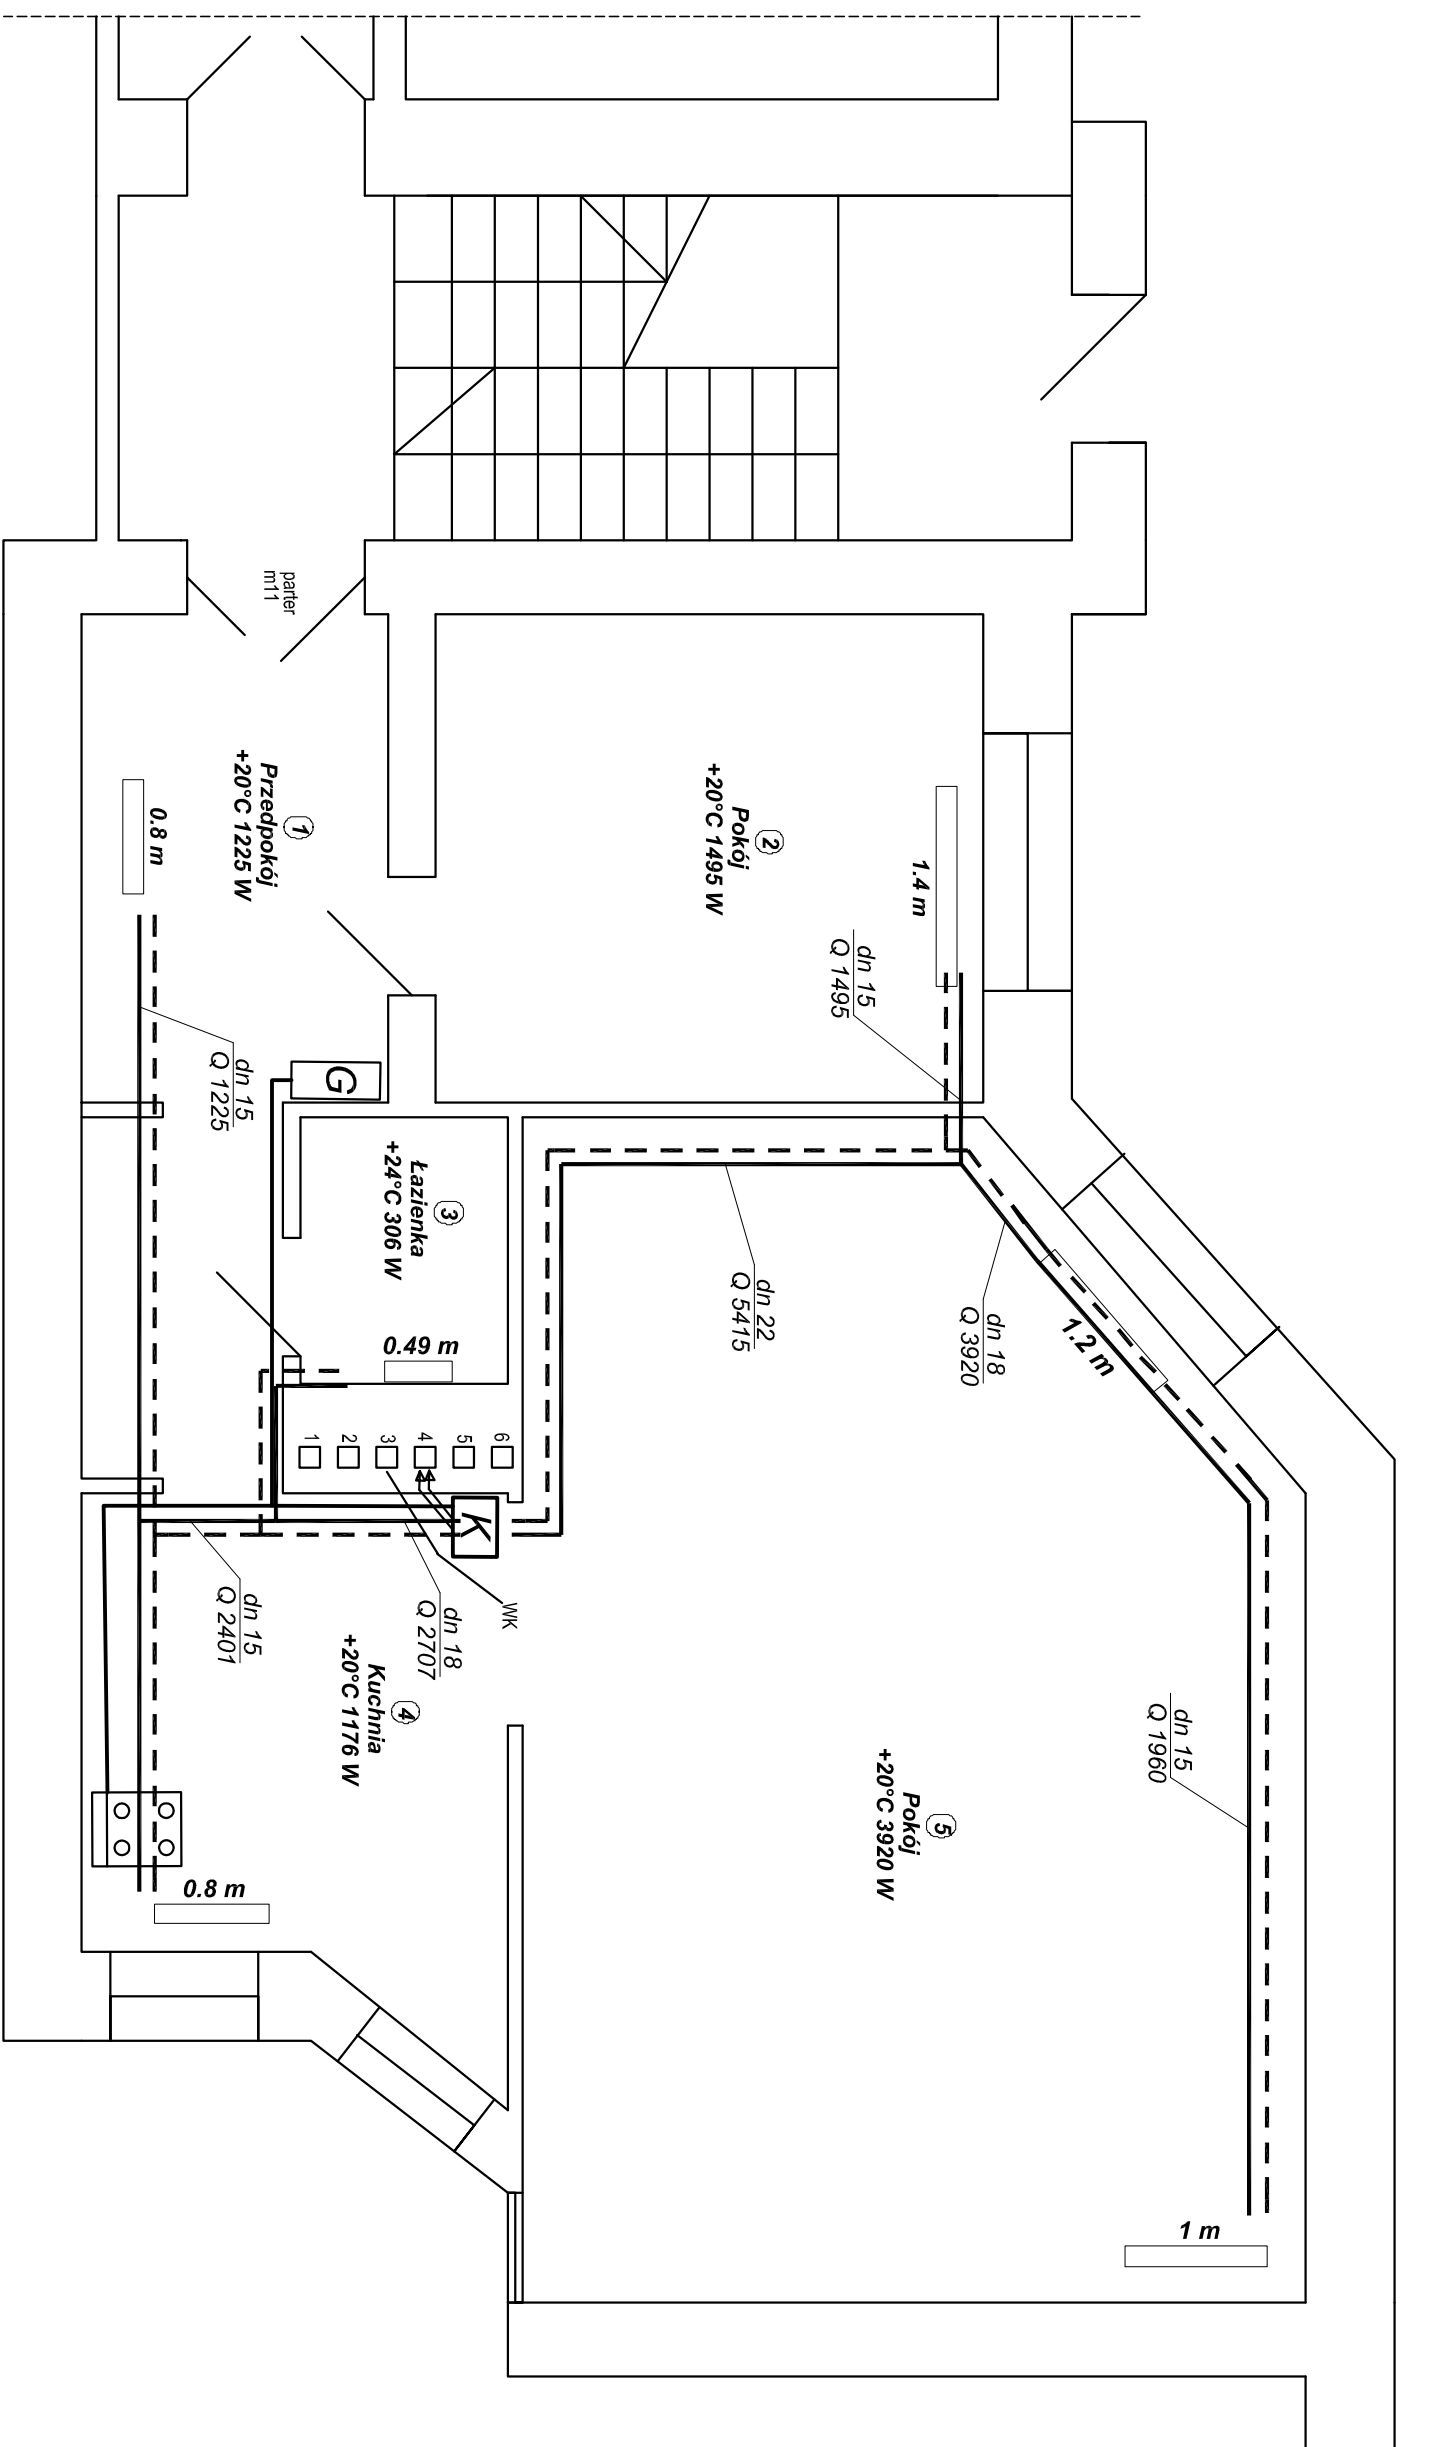 parter
m11
1
Przedpokój
+20°C 1225 W
0.8 m
2
Pokój
+20°C 1495 W
1.4 m
dn 15
Q 1495
dn 15
Q 1225
G
3
Łazienka
+24°C 306 W
0.49 m
dn 22
Q 5415
dn 18
Q 3920
1.2 m
1
2
3
4
5
6
K
WK
dn 15
Q 2401
dn 18
Q 2707
4
Kuchnia
+20°C 1176 W
0.8 m
5
Pokój
+20°C 3920 W
dn 15
Q 1960
1 m